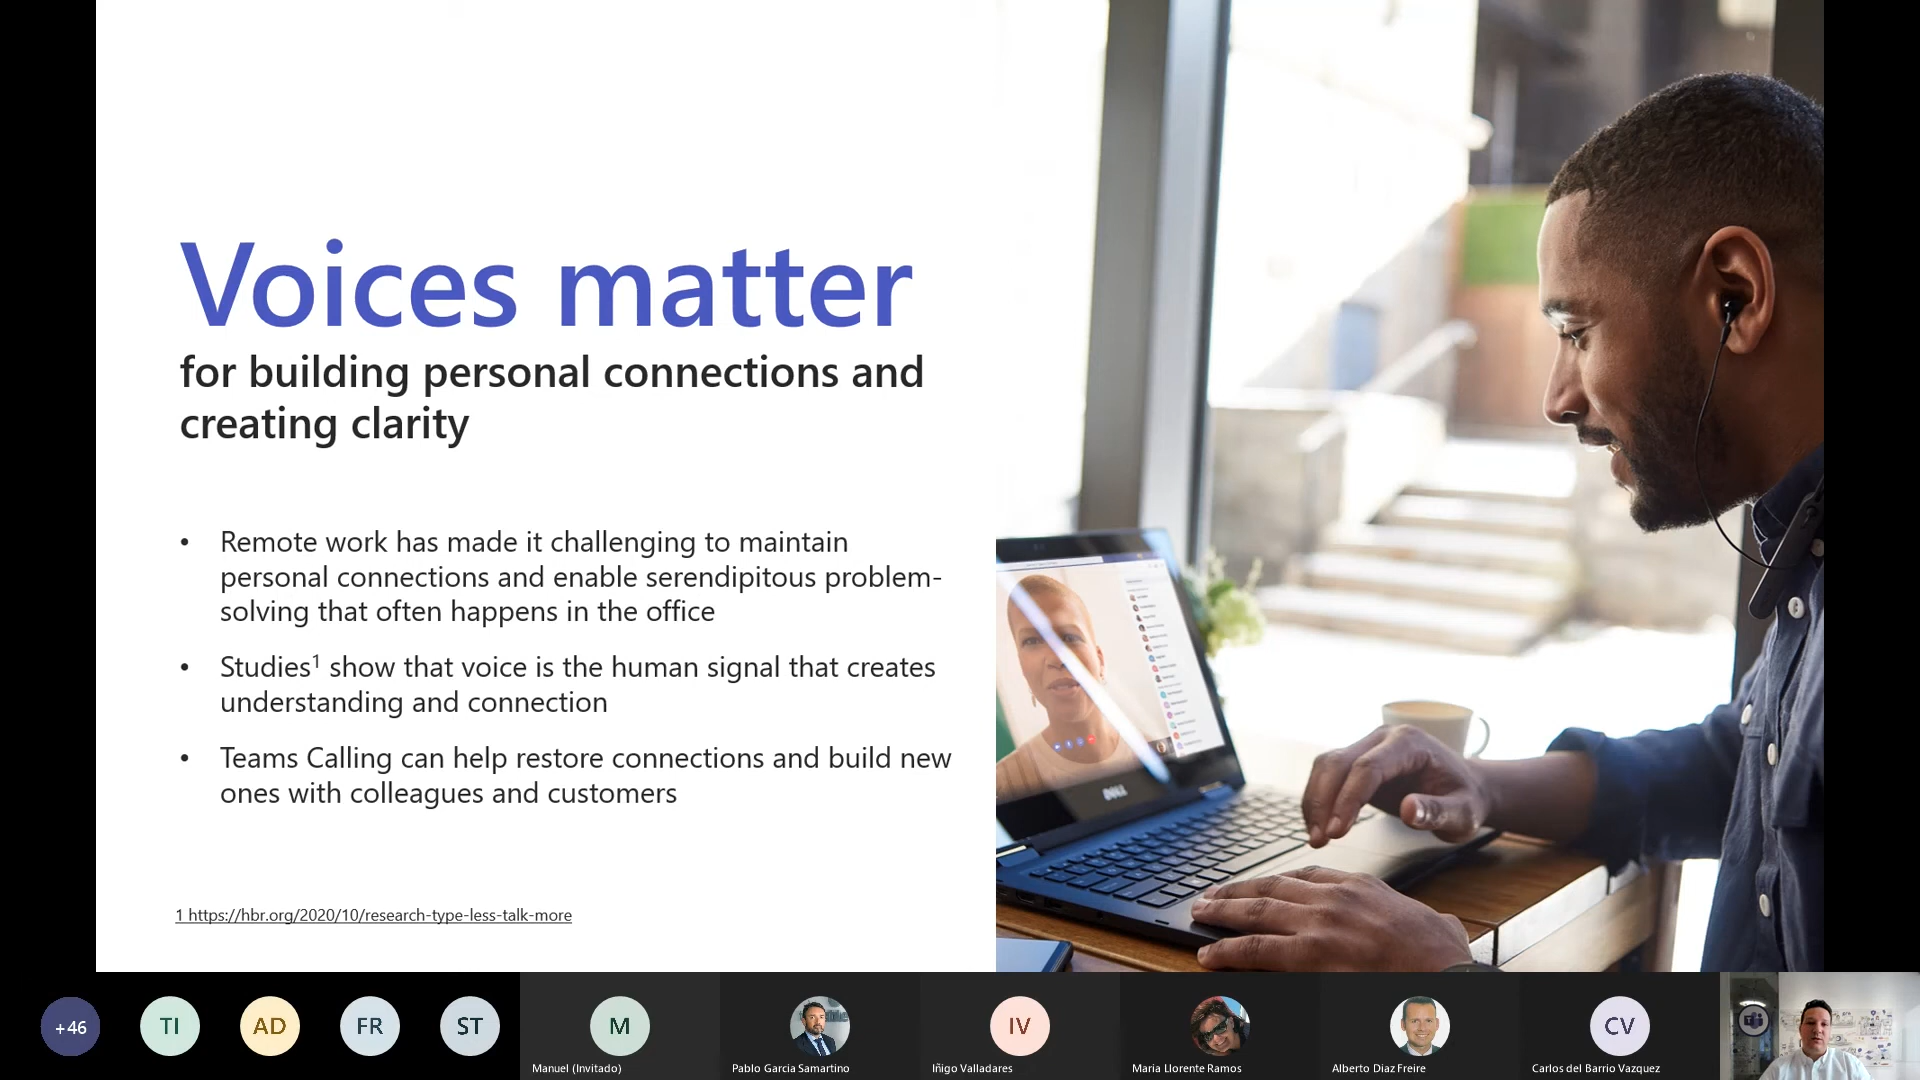 Voices matter
for building personal connections and
creating clarity
• Remote work has made it challenging to maintain
personal connections and enable serendipitous problem-
solving that often happens in the office
• Studies¹ show that voice is the human signal that creates
understanding and connection
• Teams Calling can help restore connections and build new
ones with colleagues and customers
1 https://hbr.org/2020/10/research-type-less-talk-more
DELL
+46
TI
AD
FR
ST
M
IV
CV
Manuel (Invitado)
Pablo Garcia Samartino
Iñigo Valladares
Maria Llorente Ramos
Alberto Diaz Freire
Carlos del Barrio Vazquez